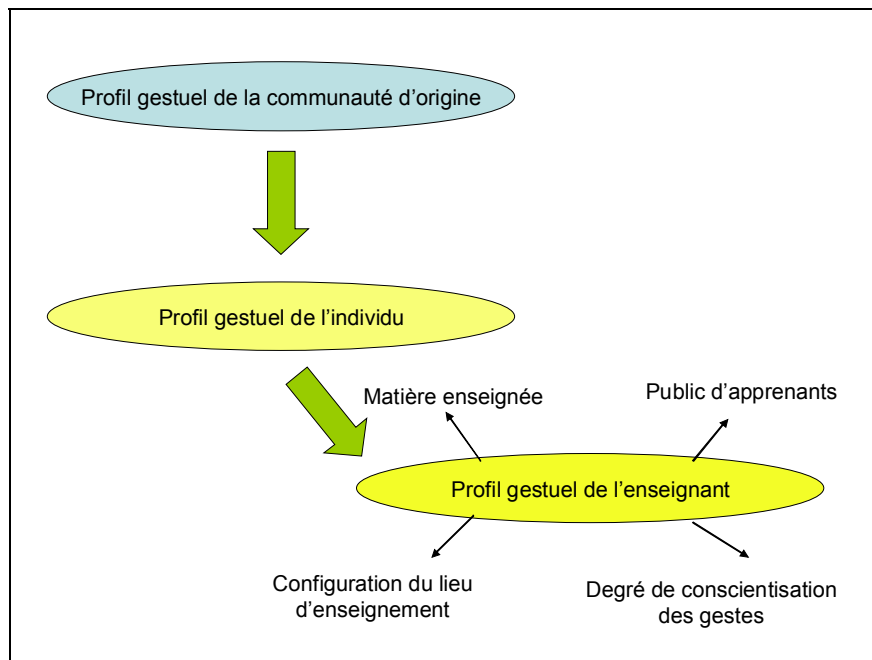 Profil gestuel de la communauté d’origine
Profil gestuel de l’individu
Matière enseignée
Public d’apprenants
Profil gestuel de l’enseignant
Configuration du lieu
d’enseignement
Degré de conscientisation
des gestes